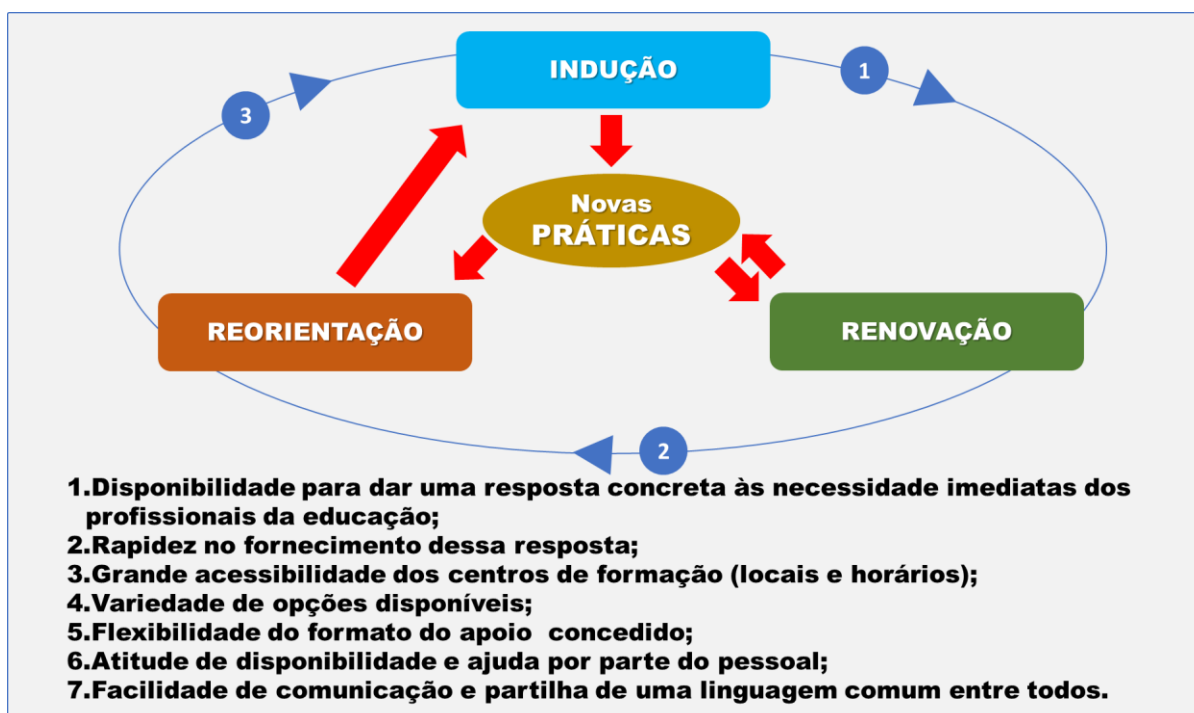 INDUÇÃO
1
3
Novas
PRÁTICAS
REORIENTAÇÃO
RENOVAÇÃO
2
1.Disponibilidade para dar uma resposta concreta às necessidade imediatas dos
profissionais da educação;
2.Rapidez no fornecimento dessa resposta;
3.Grande acessibilidade dos centros de formação (locais e horários);
4.Variedade de opções disponíveis;
5.Flexibilidade do formato do apoio concedido;
6.Atitude de disponibilidade e ajuda por parte do pessoal;
7.Facilidade de comunicação e partilha de uma linguagem comum entre todos.